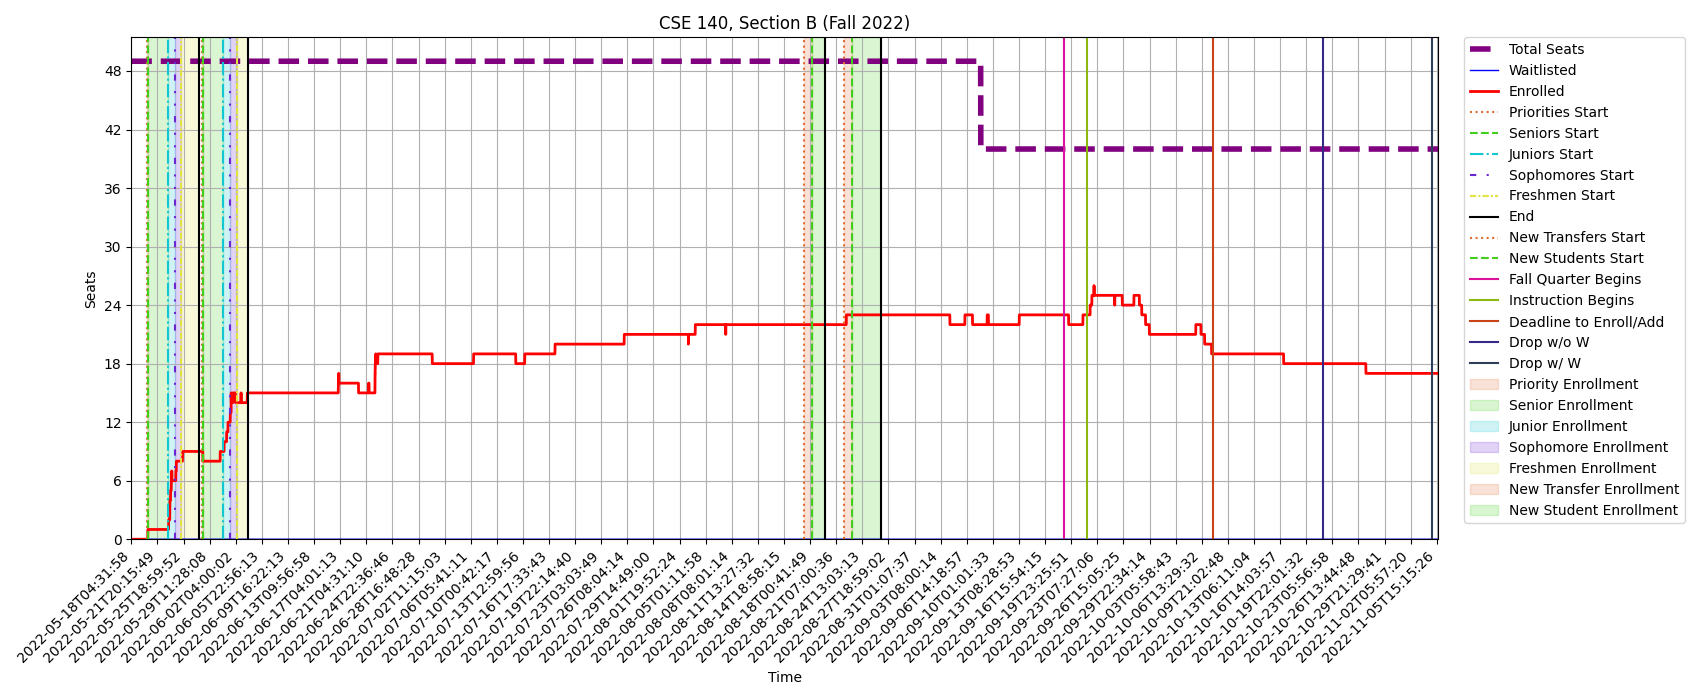 CSE 140, Section B (Fall 2022)
Seats
48
42
36
30
24
18
12
6
0
2022-05-18T04:31:58
2022-05-21T20:15:49
2022-05-25T18:59:52
2022-05-29T11:28:08
2022-06-02T04:00:02
2022-06-05T22:56:13
2022-06-09T16:22:13
2022-06-13T09:56:58
2022-06-17T04:01:13
2022-06-21T04:31:10
2022-06-24T22:36:46
2022-06-28T16:48:28
2022-07-02T11:15:03
2022-07-06T05:41:11
2022-07-10T00:42:17
2022-07-13T12:59:56
2022-07-16T17:33:43
2022-07-19T22:14:40
2022-07-23T03:03:49
2022-07-26T08:04:14
2022-07-29T14:49:00
2022-08-01T19:52:24
2022-08-05T01:11:58
2022-08-08T08:01:14
2022-08-11T13:27:32
2022-08-14T18:58:15
2022-08-18T00:41:49
2022-08-21T07:00:36
2022-08-24T13:03:13
2022-08-27T18:59:02
2022-08-31T01:07:37
2022-09-03T08:00:14
2022-09-06T14:18:57
2022-09-10T01:01:33
2022-09-13T08:28:53
2022-09-16T15:54:15
2022-09-19T23:25:51
2022-09-23T07:27:06
2022-09-26T15:05:25
2022-09-29T22:34:14
2022-10-03T05:58:43
2022-10-06T13:29:32
2022-10-09T21:02:48
2022-10-13T06:11:04
2022-10-16T14:03:57
2022-10-19T22:01:32
2022-10-23T05:56:58
2022-10-26T13:44:48
2022-10-29T21:29:41
2022-11-02T05:57:20
2022-11-05T15:15:26
Time
Total Seats
Waitlisted
Enrolled
Priorities Start
Seniors Start
Juniors Start
Sophomores Start
Freshmen Start
End
New Transfers Start
New Students Start
Fall Quarter Begins
Instruction Begins
Deadline to Enroll/Add
Drop w/o W
Drop w/ W
Priority Enrollment
Senior Enrollment
Junior Enrollment
Sophomore Enrollment
Freshmen Enrollment
New Transfer Enrollment
New Student Enrollment